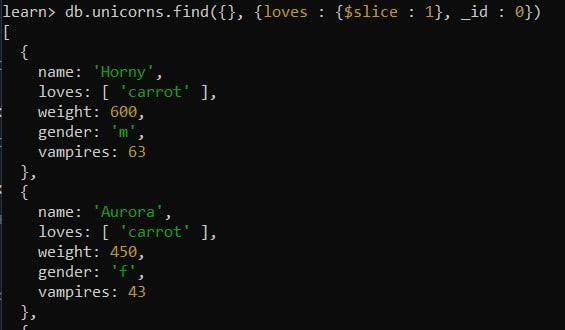 learn> db.unicorns.find({}, {loves : {$slice : 1}, _id : 0})
[
  {
    name: 'Horny',
    loves: [ 'carrot' ],
    weight: 600,
    gender: 'm',
    vampires: 63
  },
  {
    name: 'Aurora',
    loves: [ 'carrot' ],
    weight: 450,
    gender: 'f',
    vampires: 43
  },
  {